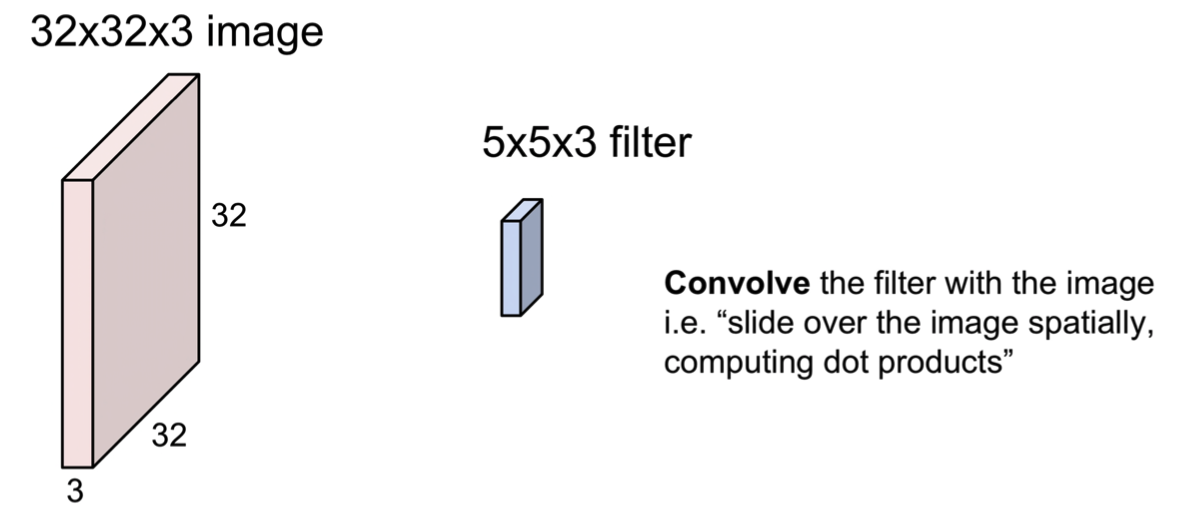 32x32x3 image
5x5x3 filter
32
Convolve the filter with the image
i.e. “slide over the image spatially,
computing dot products”
32
3